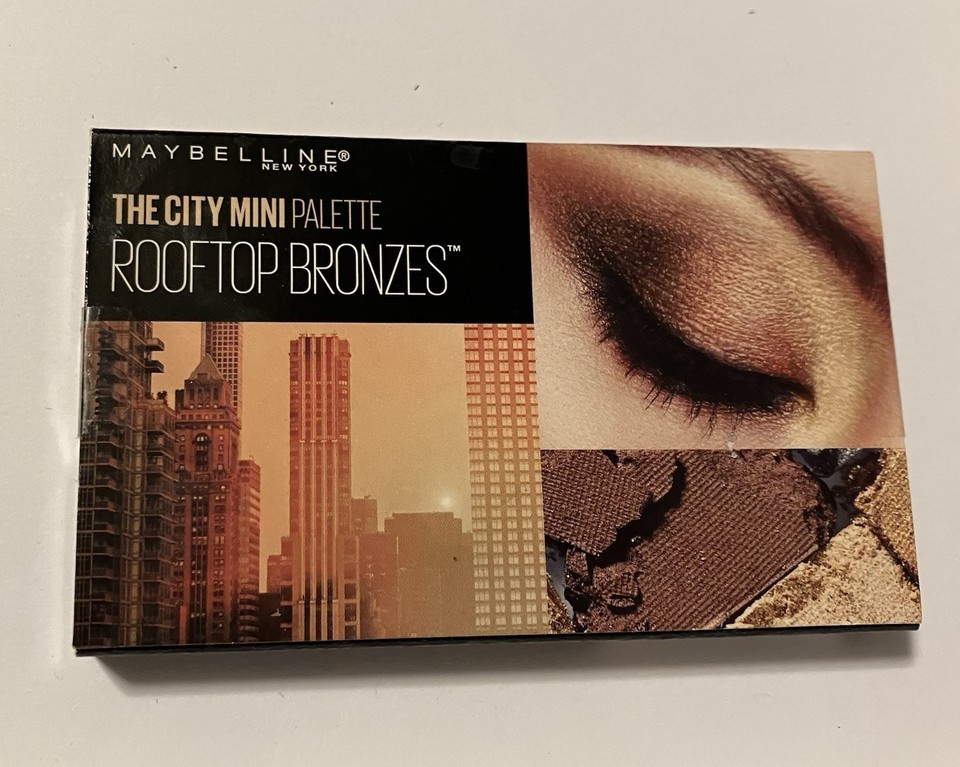 MAYBELLINE®
NEW YORK
THE CITY MINI PALETTE
ROOFTOP BRONZES™